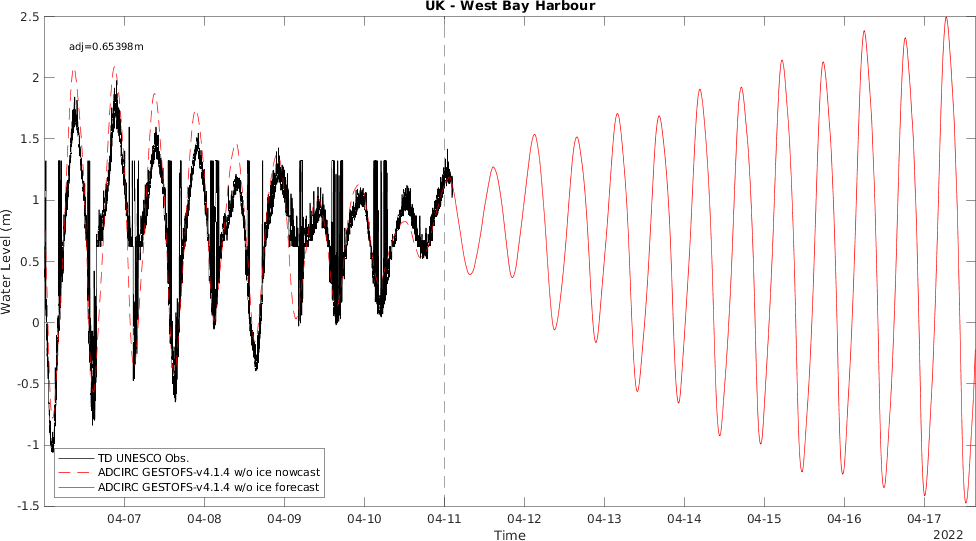 UK - West Bay Harbour
adj=0.65398m
Water Level (m)
2.5
2
1.5
1
0.5
0
-0.5
-1
-1.5
TD UNESCO Obs.
ADCIRC GESTOFS-v4.1.4 w/o ice nowcast
ADCIRC GESTOFS-v4.1.4 w/o ice forecast
04-07 04-08 04-09 04-10 04-11 04-12 04-13 04-14 04-15 04-16 04-17
Time
2022